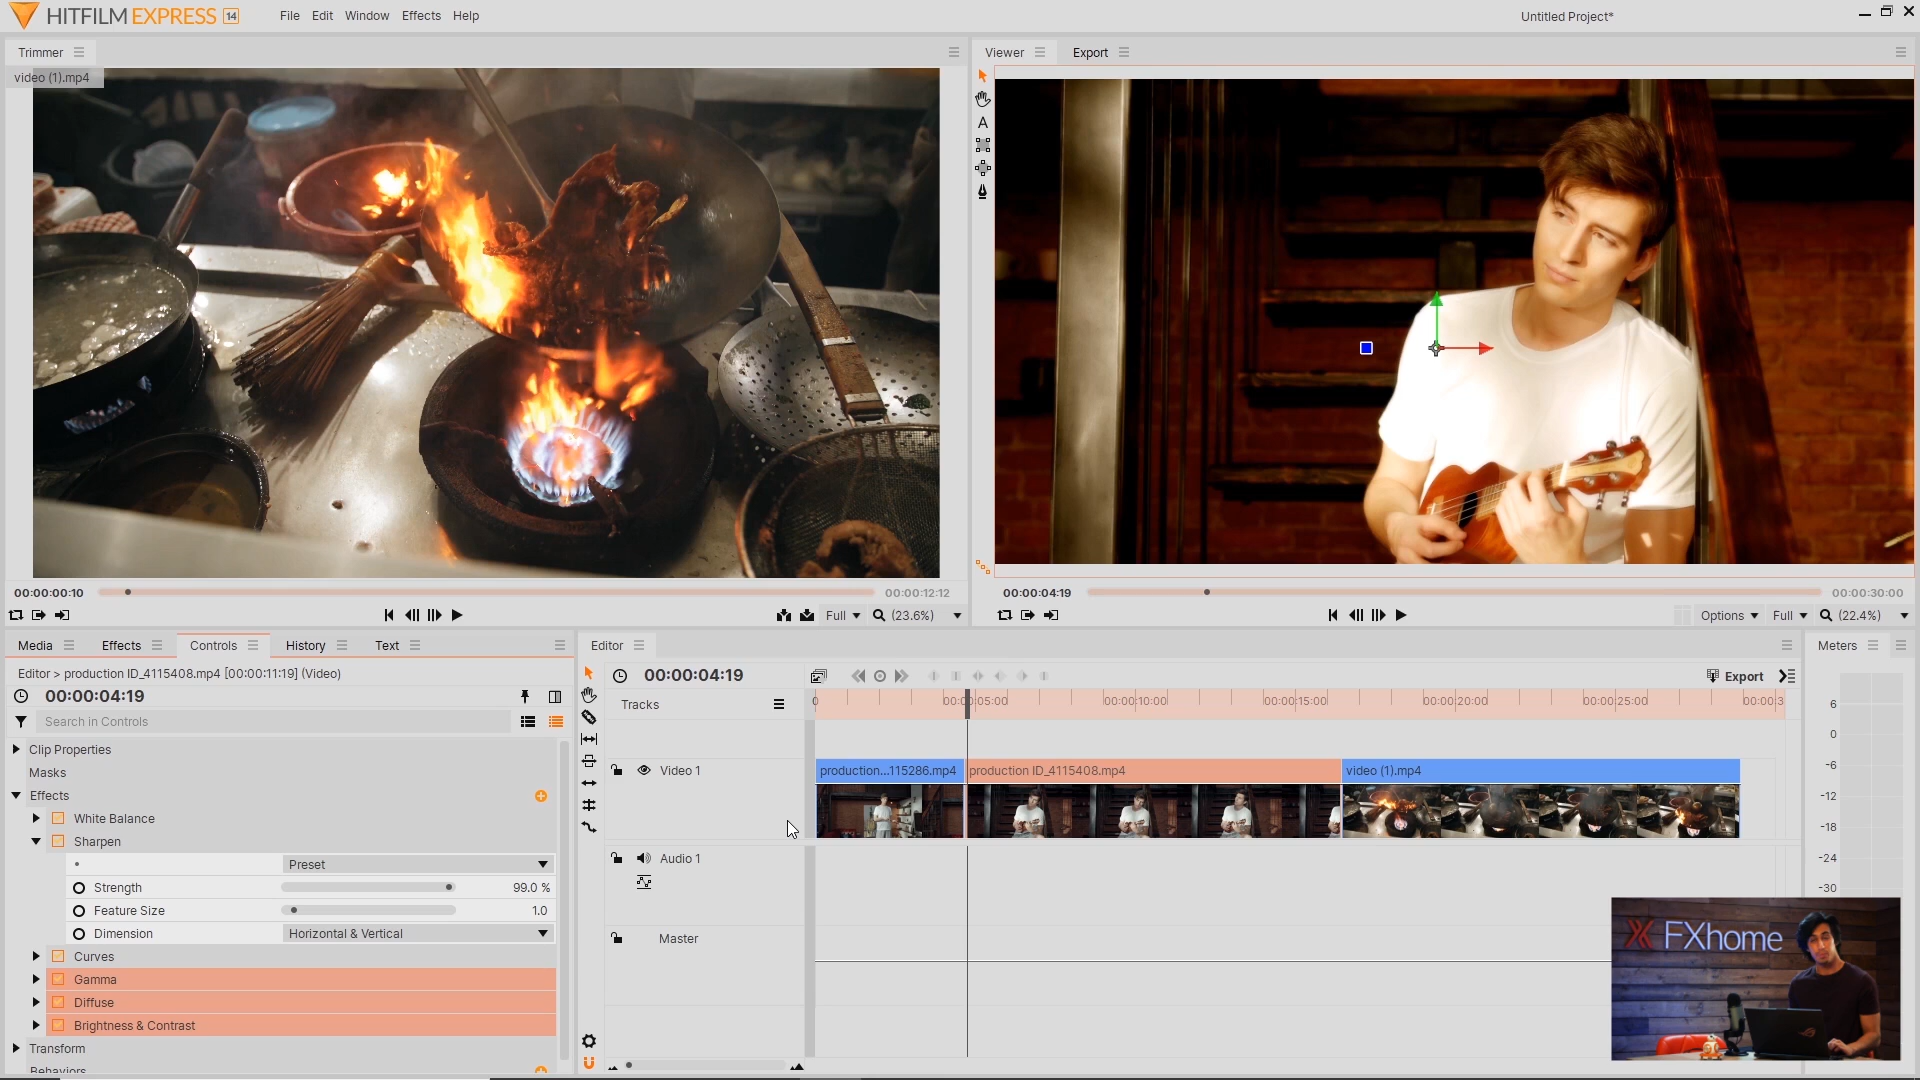 HITFILM EXPRESS 14
File Edit Window Effects Help
Untitled Project*
Trimmer
video (1).mp4
00:00:00:10
00:00:12:12
Full
(23.6%)
Viewer
Export
A
00:00:04:19
00:00:30:00
Options
Full
(22.4%)
Media
Effects
Controls
History
Text
Editor > production ID_4115408.mp4 [00:00:11:19] (Video)
00:00:04:19
Search in Controls
Clip Properties
Masks
Effects
White Balance
Sharpen
Preset
Strength 99.0 %
Feature Size 1.0
Dimension Horizontal & Vertical
Curves
Gamma
Diffuse
Brightness & Contrast
Transform
Behaviors
Editor
00:00:04:19
Export
Tracks
0 00:00:05:00 00:00:10:00 00:00:15:00 00:00:20:00 00:00:25:00 00:00:3
Video 1
production...115286.mp4
production ID_4115408.mp4
video (1).mp4
Audio 1
Master
Meters
6
0
-6
-12
-18
-24
-30
FXhome